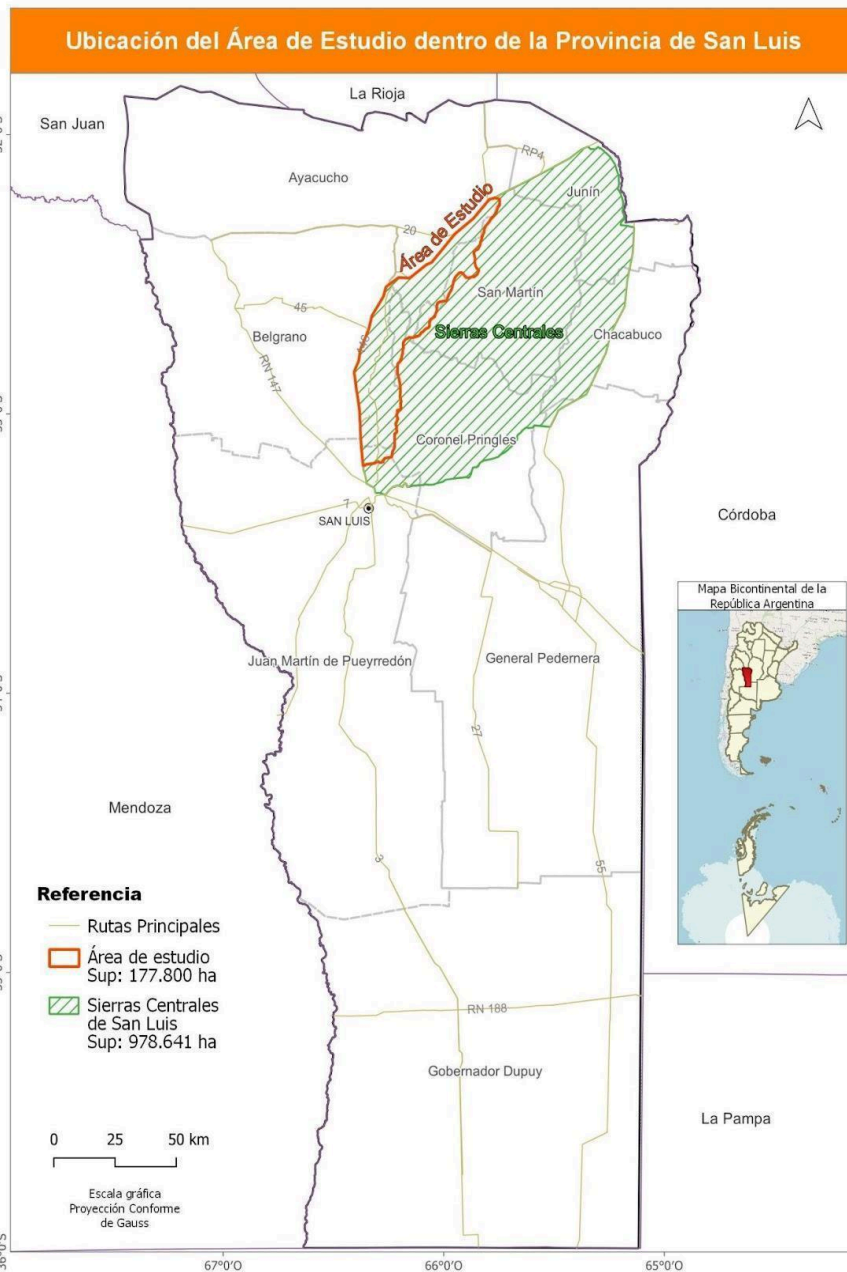 Ubicación del Área de Estudio dentro de la Provincia de San Luis
La Rioja
San Juan
RP4
Ayacucho
Junín
Área de Estudio
20
San Martín
45
Sierras Centrales
Belgrano
Chacabuco
146
RN 147
Coronel Pringles
7
SAN LUIS
Córdoba
Mapa Bicontinental de la
República Argentina
Juan Martín de Pueyrredón
General Pedernera
27
Mendoza
3
55
Referencia
Rutas Principales
Área de estudio
Sup: 177.800 ha
Sierras Centrales
de San Luis
Sup: 978.641 ha
RN 188
Gobernador Dupuy
La Pampa
0 25 50 km
Escala gráfica
Proyección Conforme
de Gauss
36°0'S
67°0'O 66°0'O 65°0'O